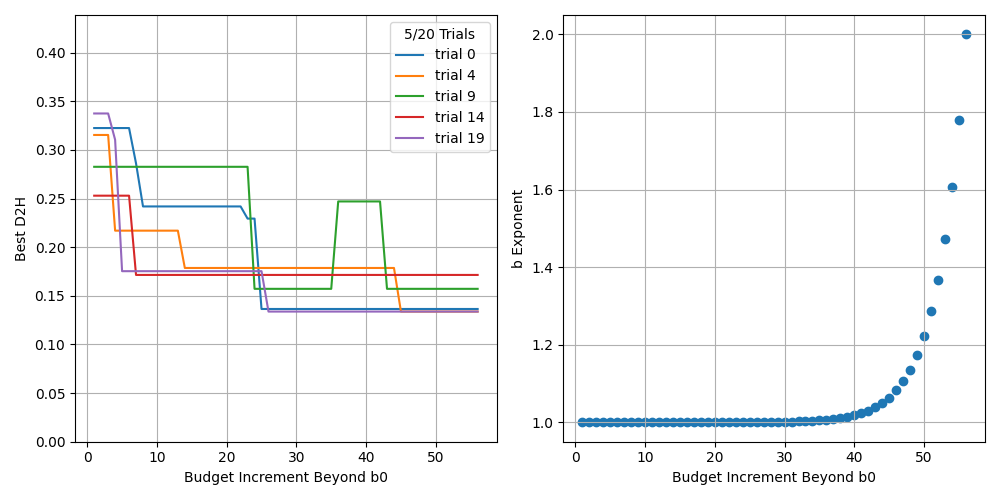 5/20 Trials
trial 0
trial 4
trial 9
trial 14
trial 19
Best D2H
0.40
0.35
0.30
0.25
0.20
0.15
0.10
0.05
0.00
0 10 20 30 40 50
Budget Increment Beyond b0
b Exponent
2.0
1.8
1.6
1.4
1.2
1.0
0 10 20 30 40 50
Budget Increment Beyond b0